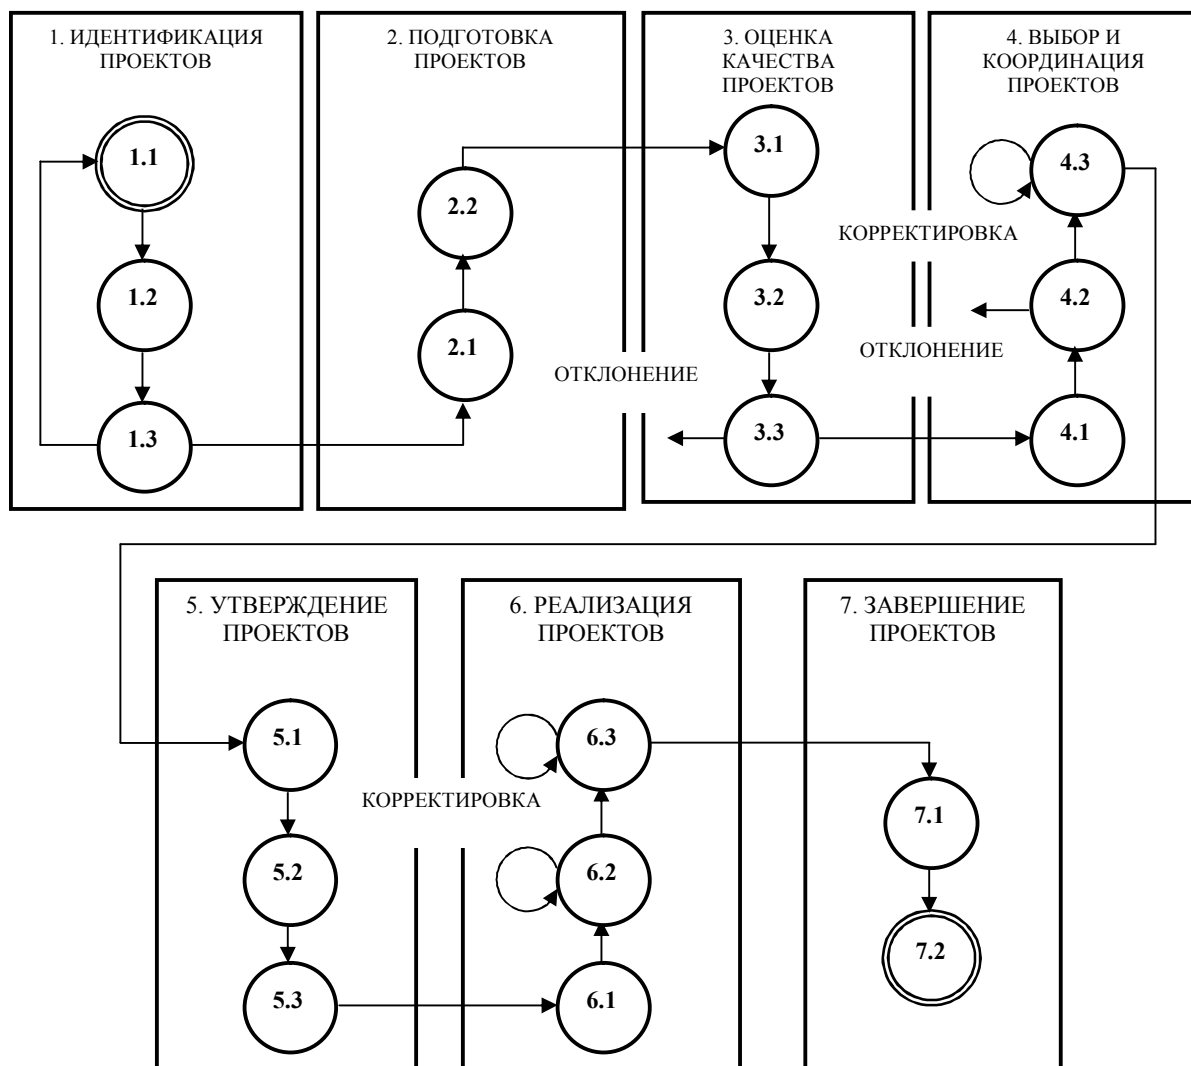 1. ИДЕНТИФИКАЦИЯ
ПРОЕКТОВ
1.1
1.2
1.3
2. ПОДГОТОВКА
ПРОЕКТОВ
2.2
2.1
3. ОЦЕНКА
КАЧЕСТВА
ПРОЕКТОВ
3.1
3.2
ОТКЛОНЕНИЕ
3.3
4. ВЫБОР И
КООРДИНАЦИЯ
ПРОЕКТОВ
4.3
КОРРЕКТИРОВКА
4.2
ОТКЛОНЕНИЕ
4.1
5. УТВЕРЖДЕНИЕ
ПРОЕКТОВ
5.1
5.2
5.3
6. РЕАЛИЗАЦИЯ
ПРОЕКТОВ
6.3
КОРРЕКТИРОВКА
6.2
6.1
7. ЗАВЕРШЕНИЕ
ПРОЕКТОВ
7.1
7.2